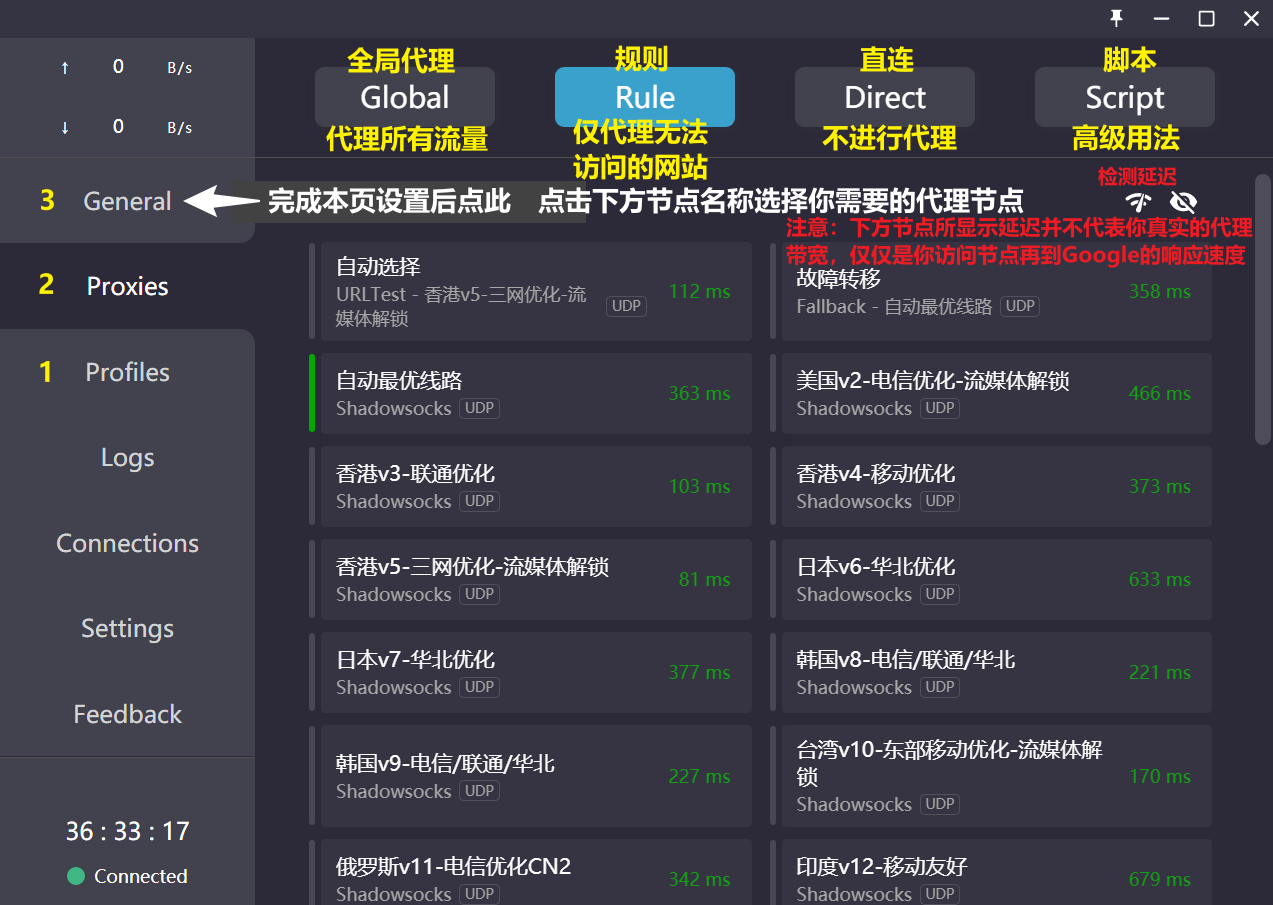 ↑ 0 B/s
↓ 0 B/s
全局代理
Global
代理所有流量
规则
Rule
仅代理无法
访问的网站
直连
Direct
不进行代理
脚本
Script
高级用法
3 General
完成本页设置后点此 点击下方节点名称选择你需要的代理节点
检测延迟
注意：下方节点所显示延迟并不代表你真实的代理
带宽，仅仅是你访问节点再到Google的响应速度
2 Proxies
1 Profiles
Logs
Connections
Settings
Feedback
36 : 33 : 17
Connected
自动选择
URLTest - 香港v5-三网优化-流
媒体解锁
UDP
112 ms
故障转移
Fallback - 自动最优线路 UDP
358 ms
自动最优线路
Shadowsocks UDP
363 ms
美国v2-电信优化-流媒体解锁
Shadowsocks UDP
466 ms
香港v3-联通优化
Shadowsocks UDP
103 ms
香港v4-移动优化
Shadowsocks UDP
373 ms
香港v5-三网优化-流媒体解锁
Shadowsocks UDP
81 ms
日本v6-华北优化
Shadowsocks UDP
633 ms
日本v7-华北优化
Shadowsocks UDP
377 ms
韩国v8-电信/联通/华北
Shadowsocks UDP
221 ms
韩国v9-电信/联通/华北
Shadowsocks UDP
227 ms
台湾v10-东部移动优化-流媒体解
锁
Shadowsocks UDP
170 ms
俄罗斯v11-电信优化CN2
Shadowsocks UDP
342 ms
印度v12-移动友好
Shadowsocks UDP
679 ms